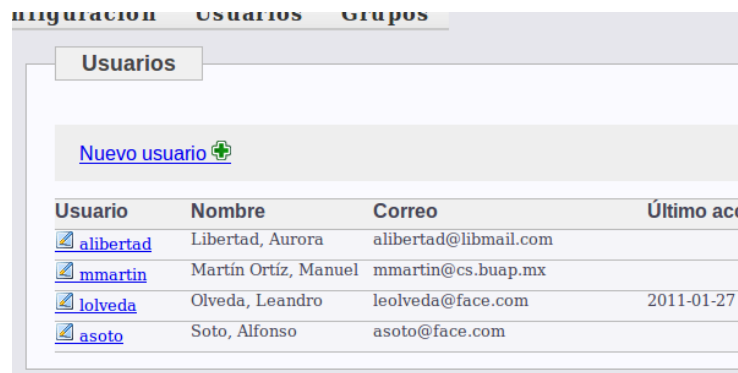 Usuarios Grupos
Usuarios
Nuevo usuario
Usuario Nombre Correo Último
alibertad Libertad, Aurora alibertad@libmail.com
mmartin Martín Ortíz, Manuel mmartin@cs.buap.mx
lolveda Olveda, Leandro leolveda@face.com 2011-01-27
asoto Soto, Alfonso asoto@face.com